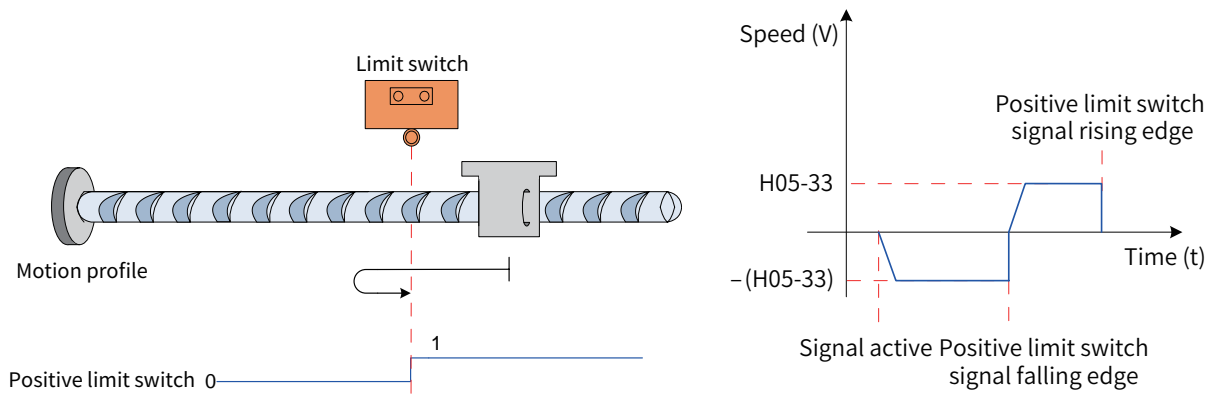 Limit switch
Motion profile
1
Positive limit switch 0
Speed (V)
Positive limit switch
signal rising edge
H05-33
Time (t)
–(H05-33)
Signal active Positive limit switch
signal falling edge